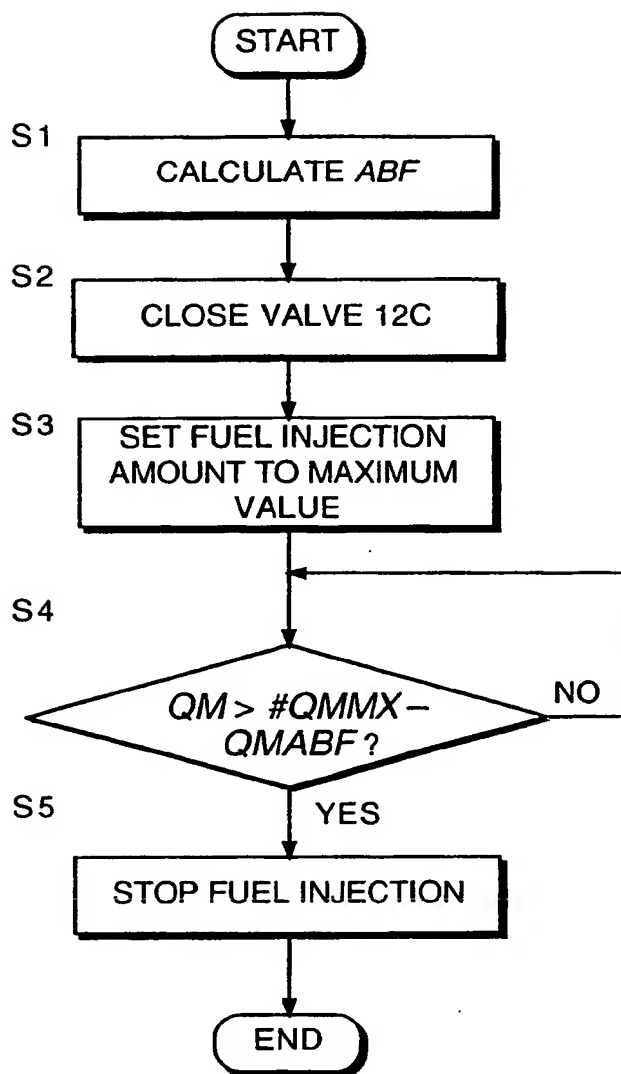 START
S1
CALCULATE ABF
S2
CLOSE VALVE 12C
S3
SET FUEL INJECTION
AMOUNT TO MAXIMUM
VALUE
S4
QM > #QMMX –
QMABF ?
NO
S5
YES
STOP FUEL INJECTION
END